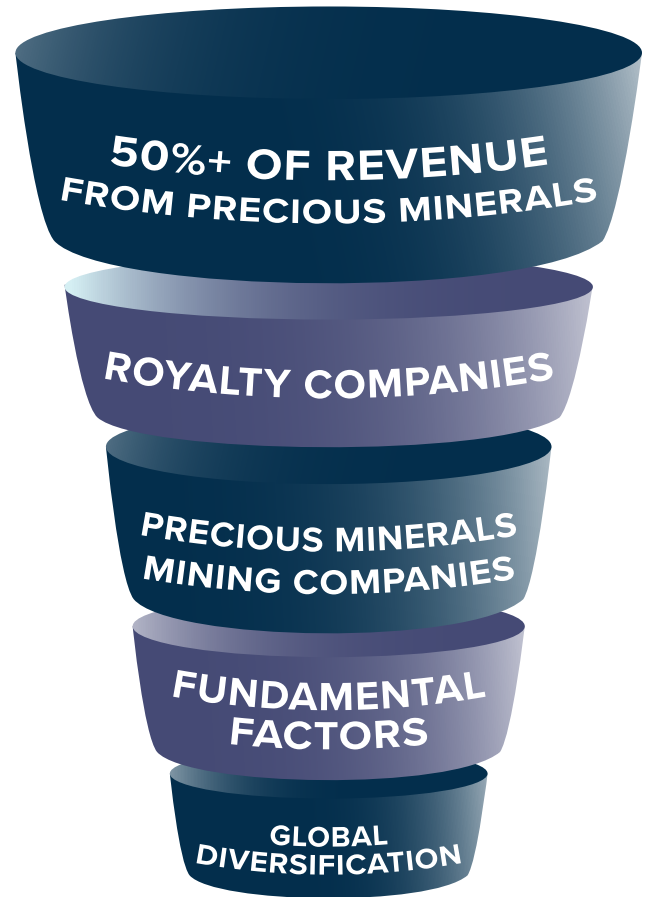 50%+ OF REVENUE
FROM PRECIOUS MINERALS
ROYALTY COMPANIES
PRECIOUS MINERALS
MINING COMPANIES
FUNDAMENTAL
FACTORS
GLOBAL
DIVERSIFICATION